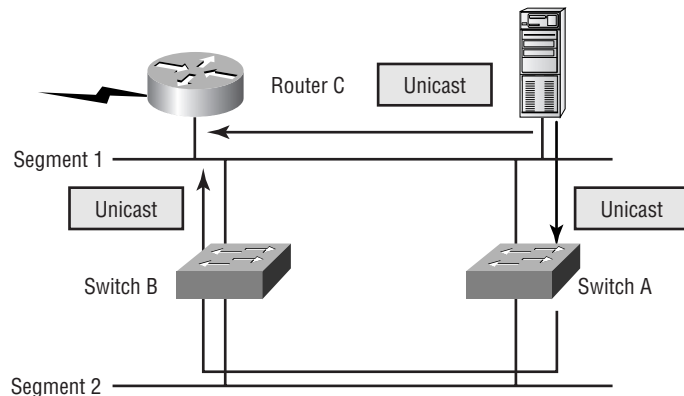 Router C
Unicast
Segment 1
Unicast
Unicast
Switch B
Switch A
Segment 2